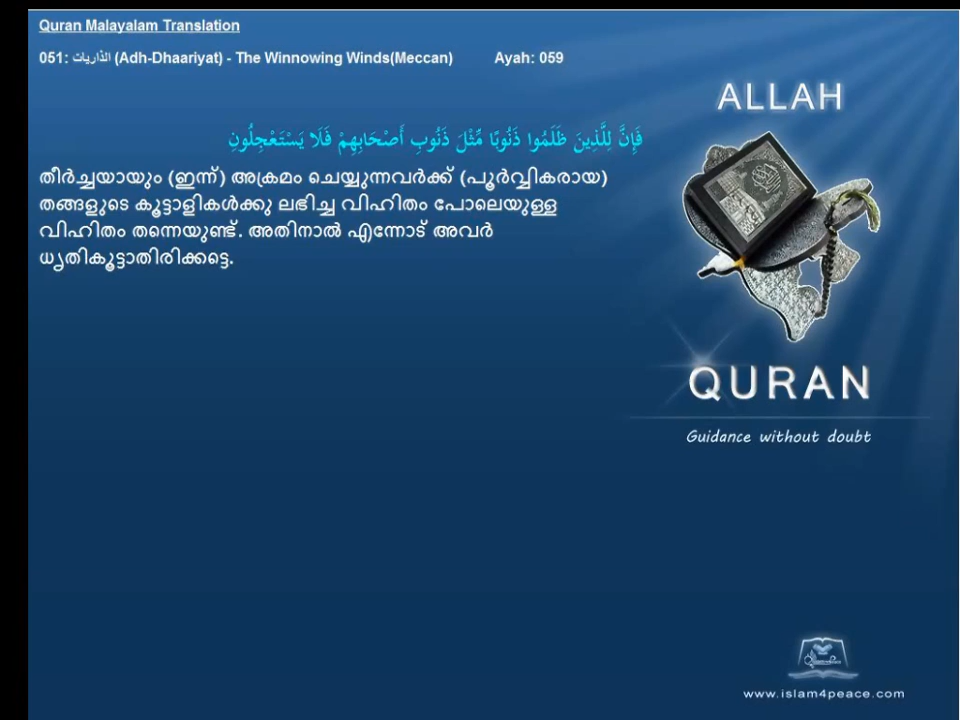 Quran Malayalam Translation
051: الذاريات (Adh-Dhaariyat) - The Winnowing Winds(Meccan) Ayah: 059
ALLAH
فَإِنَّ لِلَّذِينَ ظَلَمُوا ذَنُوبًا مِّثْلَ ذَنُوبِ أَصْحَابِهِمْ فَلَا يَسْتَعْجِلُونِ
തീർച്ചയായും (ഇന്ന്) അക്രമം ചെയ്യുന്നവർക്ക് (പൂർവ്വികരായ)
തങ്ങളുടെ കൂട്ടാളികൾക്കു ലഭിച്ച വിഹിതം പോലെയുള്ള
വിഹിതം തന്നെയുണ്ട്. അതിനാൽ എന്നോട് അവർ
ധൃതികൂട്ടാതിരിക്കട്ടെ.
QURAN
Guidance without doubt
www.islam4peace.com